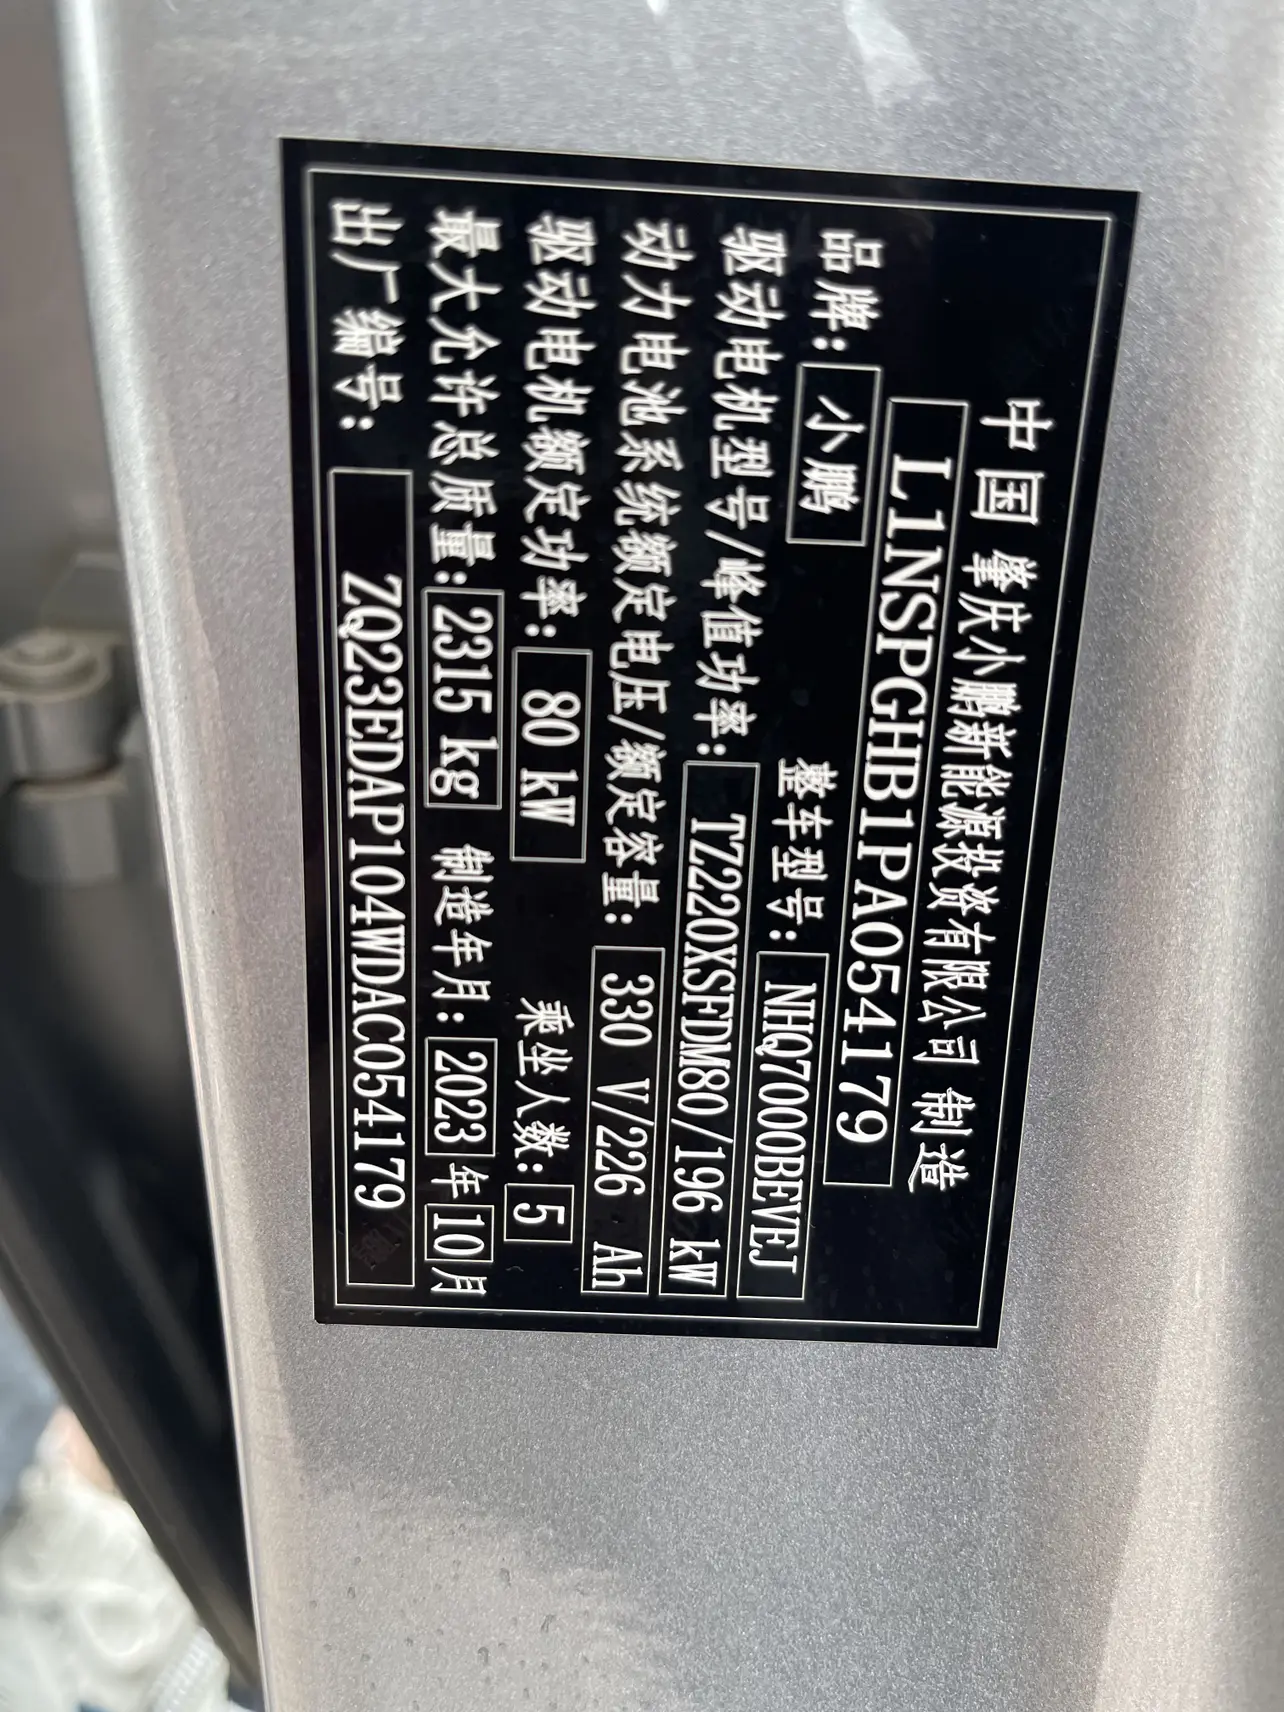 中国 肇庆小鹏新能源投资有限公司 制造
L1NSPGHB1PA054179
品牌: 小鹏 整车型号: NHQ7000BEVEJ
驱动电机型号/峰值功率: TZ220XSFDM80/196 kW
动力电池系统额定电压/额定容量: 330 V/226 Ah
驱动电机额定功率: 80 kW 乘坐人数: 5
最大允许总质量: 2315 kg 制造年月: 2023 年 10 月
出厂编号: ZQ23EDAP104WDAC054179